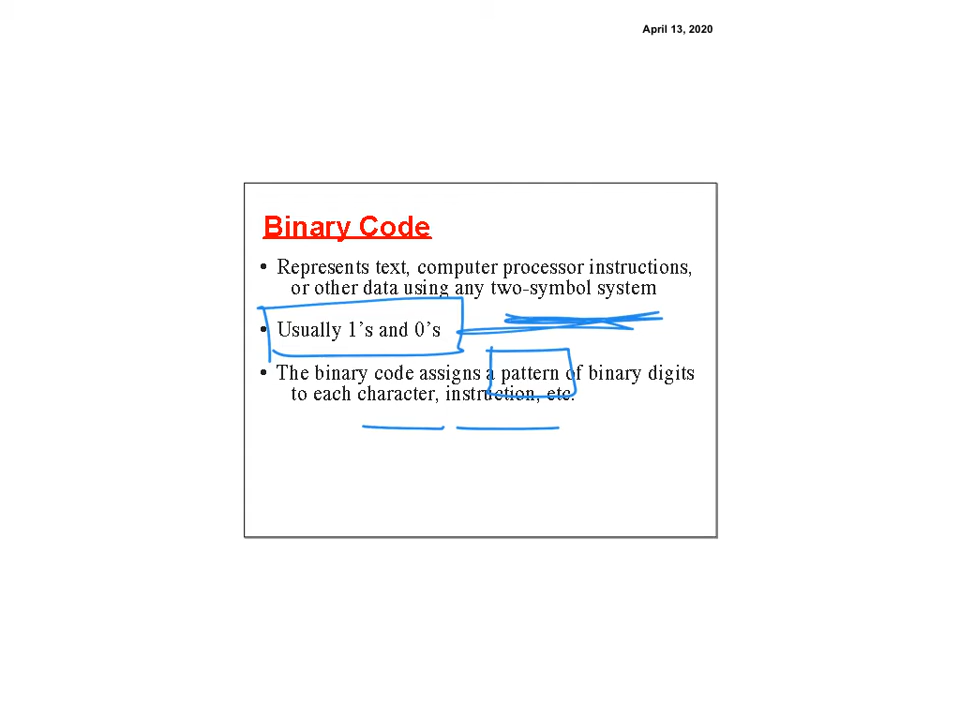 April 13, 2020
Binary Code
• Represents text, computer processor instructions,
or other data using any two-symbol system
• Usually 1's and 0's
• The binary code assigns a pattern of binary digits
to each character, instruction, etc.